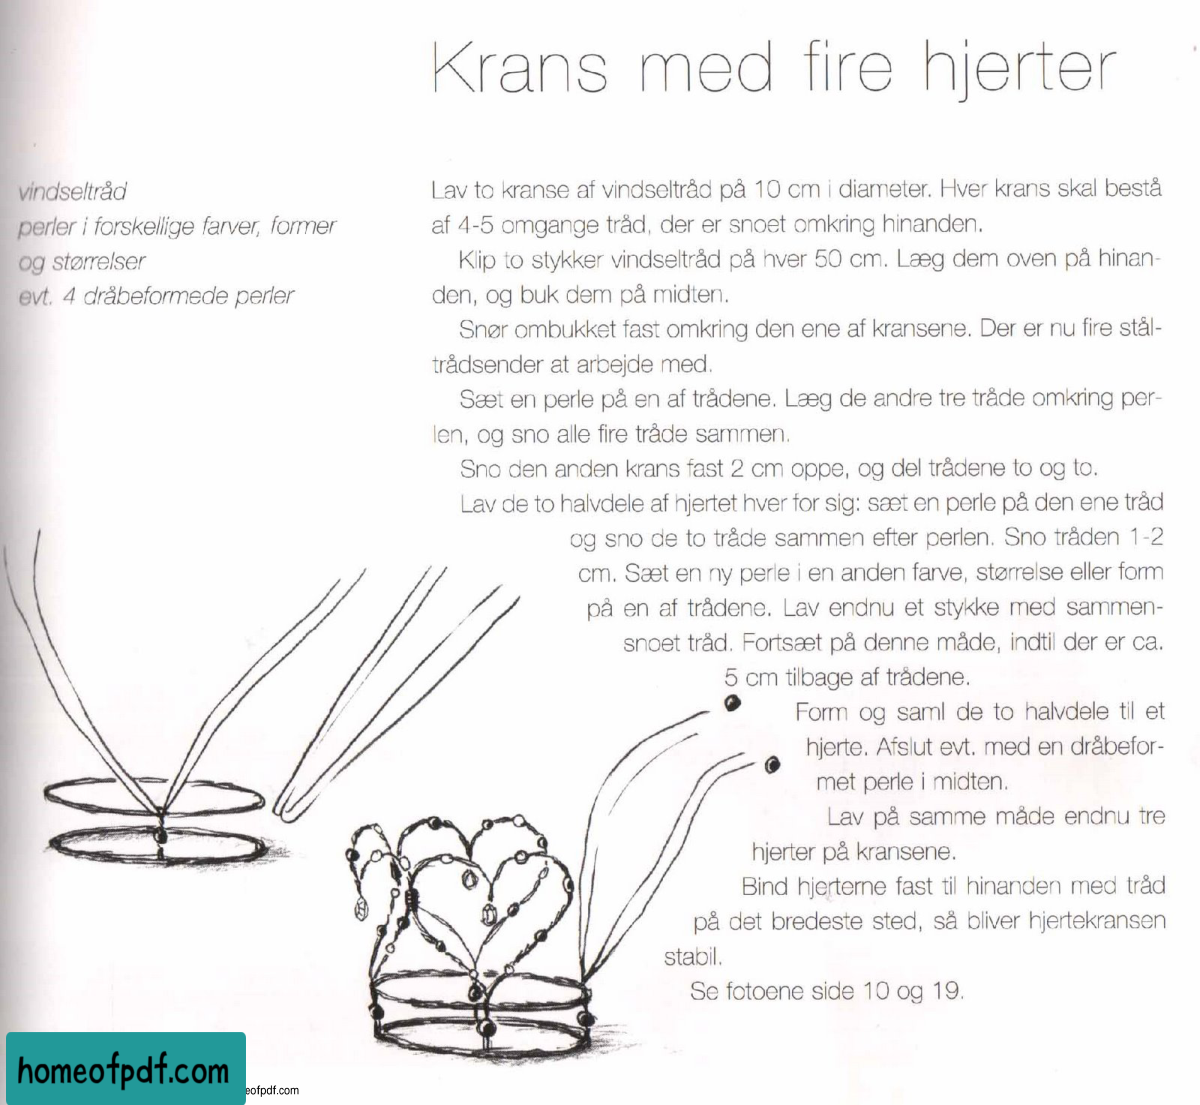 Krans med fire hjerter
vindseltråd
perler i forskellige farver, former
og størrelser
evt. 4 dråbeformede perler
Lav to kranse af vindseltråd på 10 cm i diameter. Hver krans skal bestå
af 4-5 omgange tråd, der er snoet omkring hinanden.
Klip to stykker vindseltråd på hver 50 cm. Læg dem oven på hinan-
den, og buk dem på midten.
Snør ombukket fast omkring den ene af kransene. Der er nu fire stål-
trådsender at arbejde med.
Sæt en perle på en af trådene. Læg de andre tre tråde omkring per-
len, og sno alle fire tråde sammen.
Sno den anden krans fast 2 cm oppe, og del trådene to og to.
Lav de to halvdele af hjertet hver for sig: sæt en perle på den ene tråd
og sno de to tråde sammen efter perlen. Sno tråden 1-2
cm. Sæt en ny perle i en anden farve, størrelse eller form
på en af trådene. Lav endnu et stykke med sammen-
snoet tråd. Fortsæt på denne måde, indtil der er ca.
5 cm tilbage af trådene.
Form og saml de to halvdele til et
hjerte. Afslut evt. med en dråbefor-
met perle i midten.
Lav på samme måde endnu tre
hjerter på kransene.
Bind hjerterne fast til hinanden med tråd
på det bredeste sted, så bliver hjertekransen
stabil.
Se fotoene side 10 og 19.
homeofpdf.com
eofpdf.com